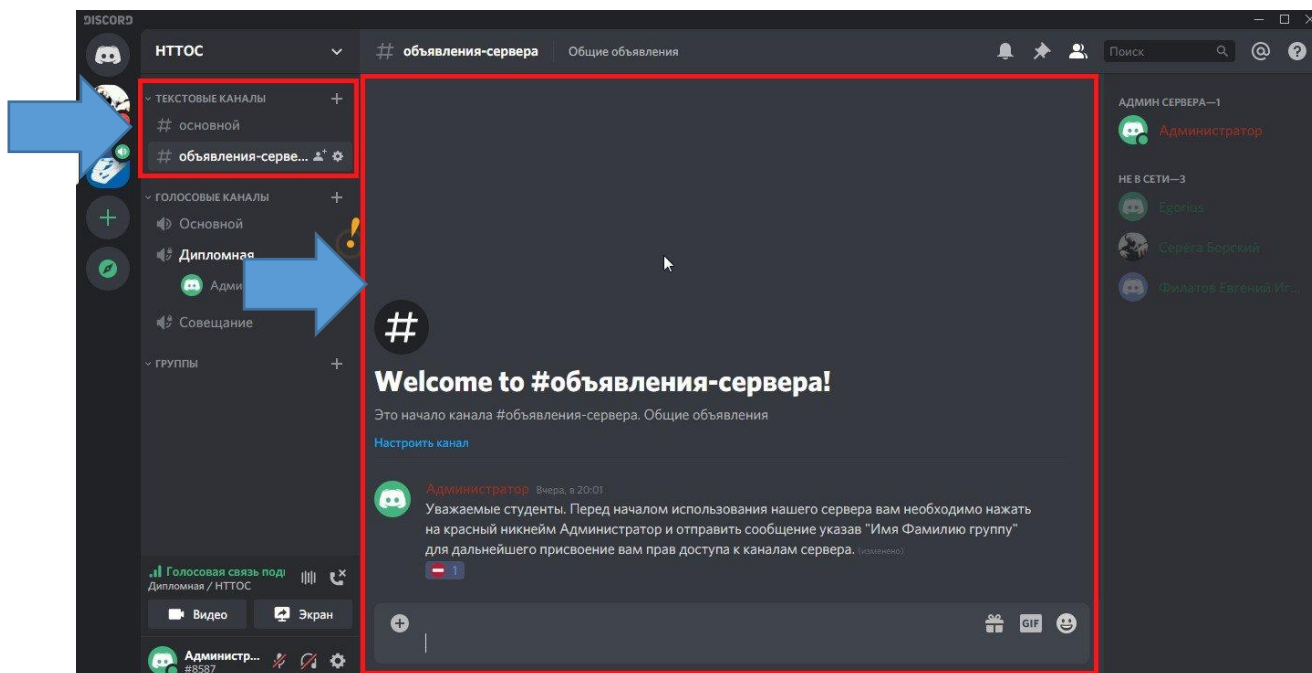 DISCORD
НТТОС
объявления-сервера Общие объявления
Поиск
ТЕКСТОВЫЕ КАНАЛЫ
основной
объявления-серве...
ГОЛОСОВЫЕ КАНАЛЫ
Основной
Дипломная
Адми
Совещание
ГРУППЫ
Голосовая связь под
Дипломная / НТТОС
Видео Экран
Администр...
#8587
#
Welcome to #объявления-сервера!
Это начало канала #объявления-сервера. Общие объявления
Настроить канал
Администратор Вчера, в 20:01
Уважаемые студенты. Перед началом использования нашего сервера вам необходимо нажать
на красный никнейм Администратор и отправить сообщение указав "Имя Фамилию группу"
для дальнейшего присвоение вам прав доступа к каналам сервера. (изменено)
1
GIF
АДМИН СЕРВЕРА—1
Администратор
НЕ В СЕТИ—3
Egorius
Серёга Борский
Филатов Евгений Иг...